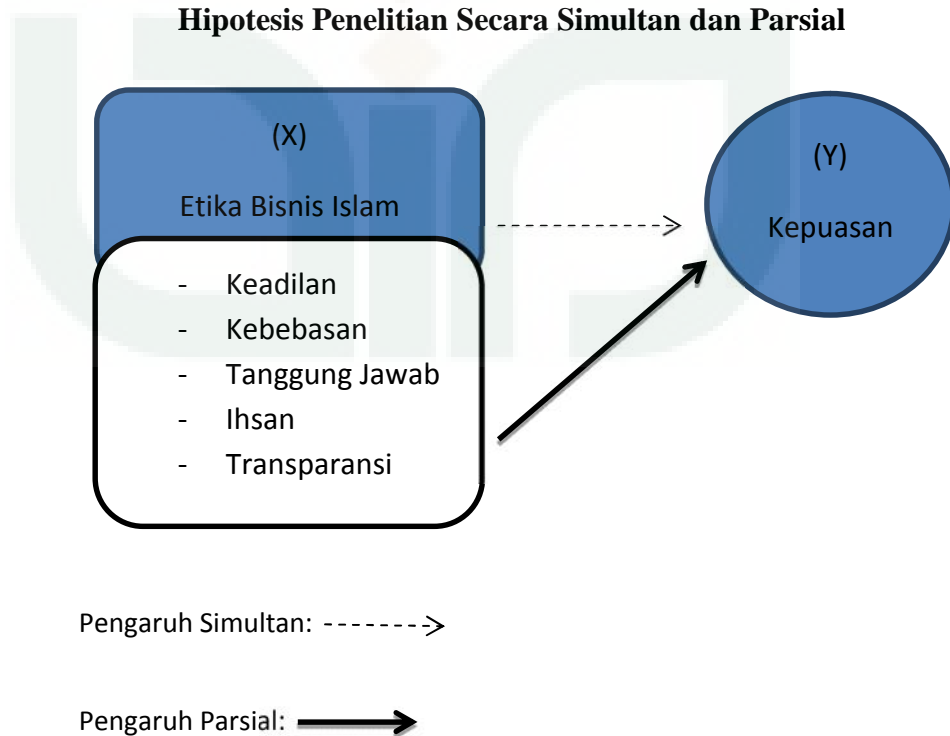 Hipotesis Penelitian Secara Simultan dan Parsial
(X)
Etika Bisnis Islam
(Y)
Kepuasan
- Keadilan
- Kebebasan
- Tanggung Jawab
- Ihsan
- Transparansi
Pengaruh Simultan:
Pengaruh Parsial: